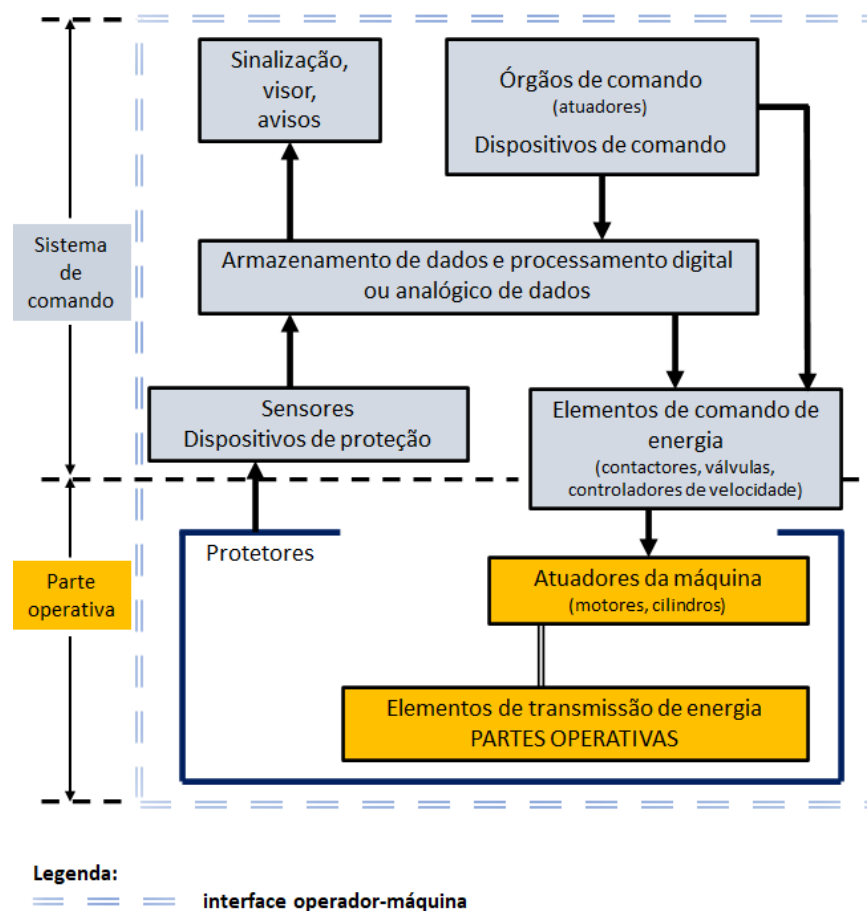 Sinalização,
visor,
avisos
Órgãos de comando
(atuadores)
Dispositivos de comando
Sistema
de
comando
Armazenamento de dados e processamento digital
ou analógico de dados
Sensores
Dispositivos de proteção
Elementos de comando de
energia
(contactores, válvulas,
controladores de velocidade)
Parte
operativa
Protetores
Atuadores da máquina
(motores, cilindros)
Elementos de transmissão de energia
PARTES OPERATIVAS
Legenda:
interface operador-máquina